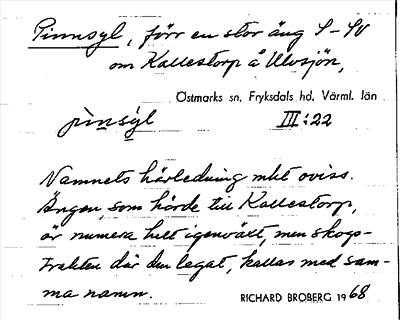 Pinnsyl, förr en stor äng S-SV
om Kallestorp å Ulvsjön,
Östmarks sn, Fryksdals hd, Värml. län
pìnsýl III:22
Namnets härledning mkt oviss.
Ängen, som hörde till Kallestorp,
är numera helt igenväxt, men skogs-
trakten där den legat, kallas med sam-
ma namn.
RICHARD BROBERG 1968